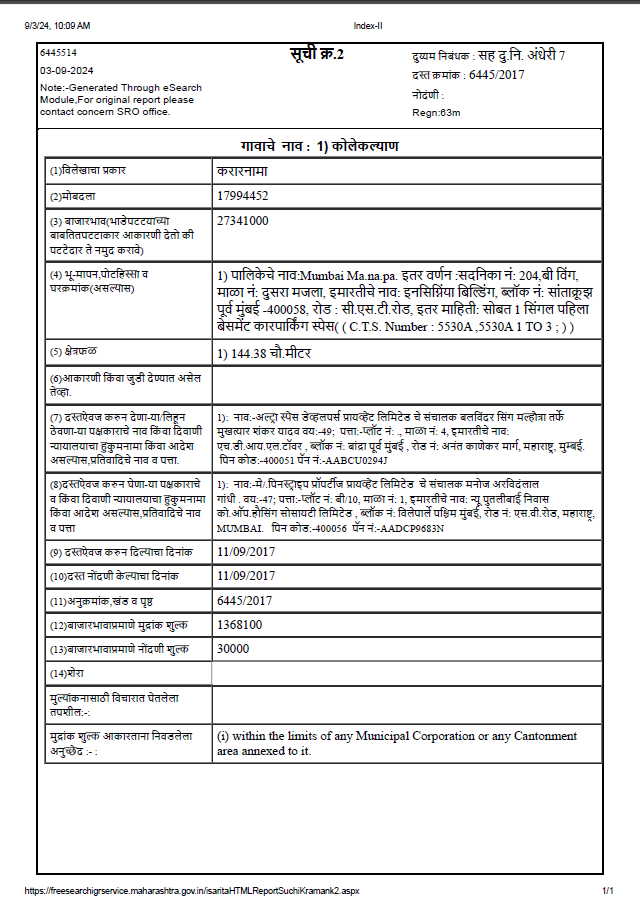 9/3/24, 10:09 AM
Index-II
6445514
सूची क्र.2
दुय्यम निबंधक : सह दु.नि. अंधेरी 7
03-09-2024
दस्त क्रमांक : 6445/2017
Note:-Generated Through eSearch
Module,For original report please
contact concern SRO office.
नोदंणी :
Regn:63m
गावाचे नाव : 1) कोलेकल्याण
(1)विलेखाचा प्रकार
करारनामा
(2)मोबदला
17994452
(3) बाजारभाव(भाडेपटटयाच्या
बाबतितपटटाकार आकारणी देतो की
पटटेदार ते नमुद करावे)
27341000
(4) भू-मापन,पोटहिस्सा व
घरक्रमांक(असल्यास)
1) पालिकेचे नाव:Mumbai Ma.na.pa. इतर वर्णन :सदनिका नं: 204,बी विंग,
माळा नं: दुसरा मजला, इमारतीचे नाव: इनसिग्निया बिल्डिंग, ब्लॉक नं: सांताक्रूझ
पूर्व मुंबई -400058, रोड : सी.एस.टी.रोड, इतर माहिती: सोबत 1 सिंगल पहिला
बेसमेंट कारपार्किंग स्पेस( ( C.T.S. Number : 5530A ,5530A 1 TO 3 ; ) )
(5) क्षेत्रफळ
1) 144.38 चौ.मीटर
(6)आकारणी किंवा जुडी देण्यात असेल
तेव्हा.
(7) दस्तऐवज करुन देणा-या/लिहून
ठेवणा-या पक्षकाराचे नाव किंवा दिवाणी
न्यायालयाचा हुकुमनामा किंवा आदेश
असल्यास,प्रतिवादिचे नाव व पत्ता.
1): नाव:-अल्ट्रा स्पेस डेव्हलपर्स प्रायव्हेट लिमिटेड चे संचालक बलविंदर सिंग मल्होत्रा तर्फे
मुखत्यार शंकर यादव वय:-49; पत्ता:-प्लॉट नं: ., माळा नं: 4, इमारतीचे नाव:
एच.डी.आय.एल.टॉवर , ब्लॉक नं: बांद्रा पूर्व मुंबई , रोड नं: अनंत काणेकर मार्ग, महाराष्ट्र, मुम्बई.
पिन कोड:-400051 पॅन नं:-AABCU0294J
(8)दस्तऐवज करुन घेणा-या पक्षकाराचे
व किंवा दिवाणी न्यायालयाचा हुकुमनामा
किंवा आदेश असल्यास,प्रतिवादिचे नाव
व पत्ता
1): नाव:-मे/.पिनस्ट्राइप प्रॉपर्टीज प्रायव्हेट लिमिटेड चे संचालक मनोज अरविंदलाल
गांधी . वय:-47; पत्ता:-प्लॉट नं: बी/10, माळा नं: 1, इमारतीचे नाव: न्यू पुतलीबाई निवास
को.ऑप.हौसिंग सोसायटी लिमिटेड , ब्लॉक नं: विलेपार्ले पश्चिम मुंबई, रोड नं: एस.वी.रोड, महाराष्ट्र,
MUMBAI. पिन कोड:-400056 पॅन नं:-AADCP9683N
(9) दस्तऐवज करुन दिल्याचा दिनांक
11/09/2017
(10)दस्त नोंदणी केल्याचा दिनांक
11/09/2017
(11)अनुक्रमांक,खंड व पृष्ठ
6445/2017
(12)बाजारभावाप्रमाणे मुद्रांक शुल्क
1368100
(13)बाजारभावाप्रमाणे नोंदणी शुल्क
30000
(14)शेरा
मुल्यांकनासाठी विचारात घेतलेला
तपशील:-:
मुद्रांक शुल्क आकारताना निवडलेला
अनुच्छेद :- :
(i) within the limits of any Municipal Corporation or any Cantonment
area annexed to it.
https://freesearchigrservice.maharashtra.gov.in/isaritaHTMLReportSuchiKramank2.aspx
1/1